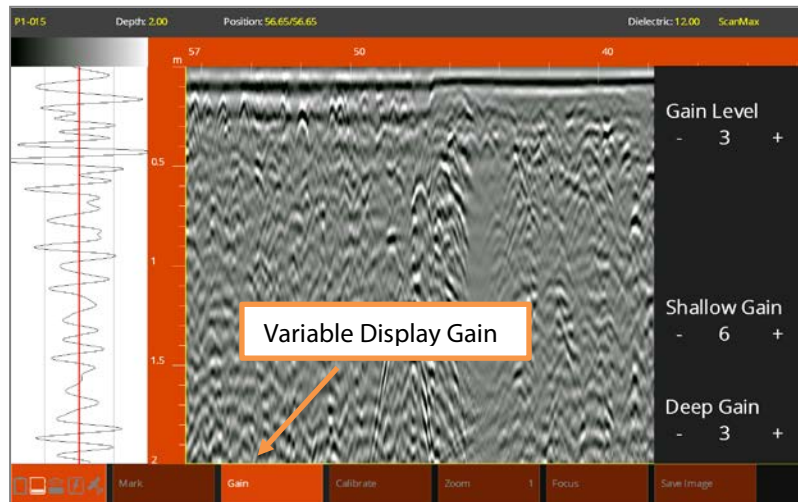 P1-015 Depth: 2.00 Position: 56.65/56.65 Dielectric: 12.00 ScanMax
m 57 50 40
0.5
1
1.5
2
Gain Level
- 3 +
Shallow Gain
- 6 +
Deep Gain
- 3 +
Variable Display Gain
Mark Gain Calibrate Zoom 1 Focus Save Image